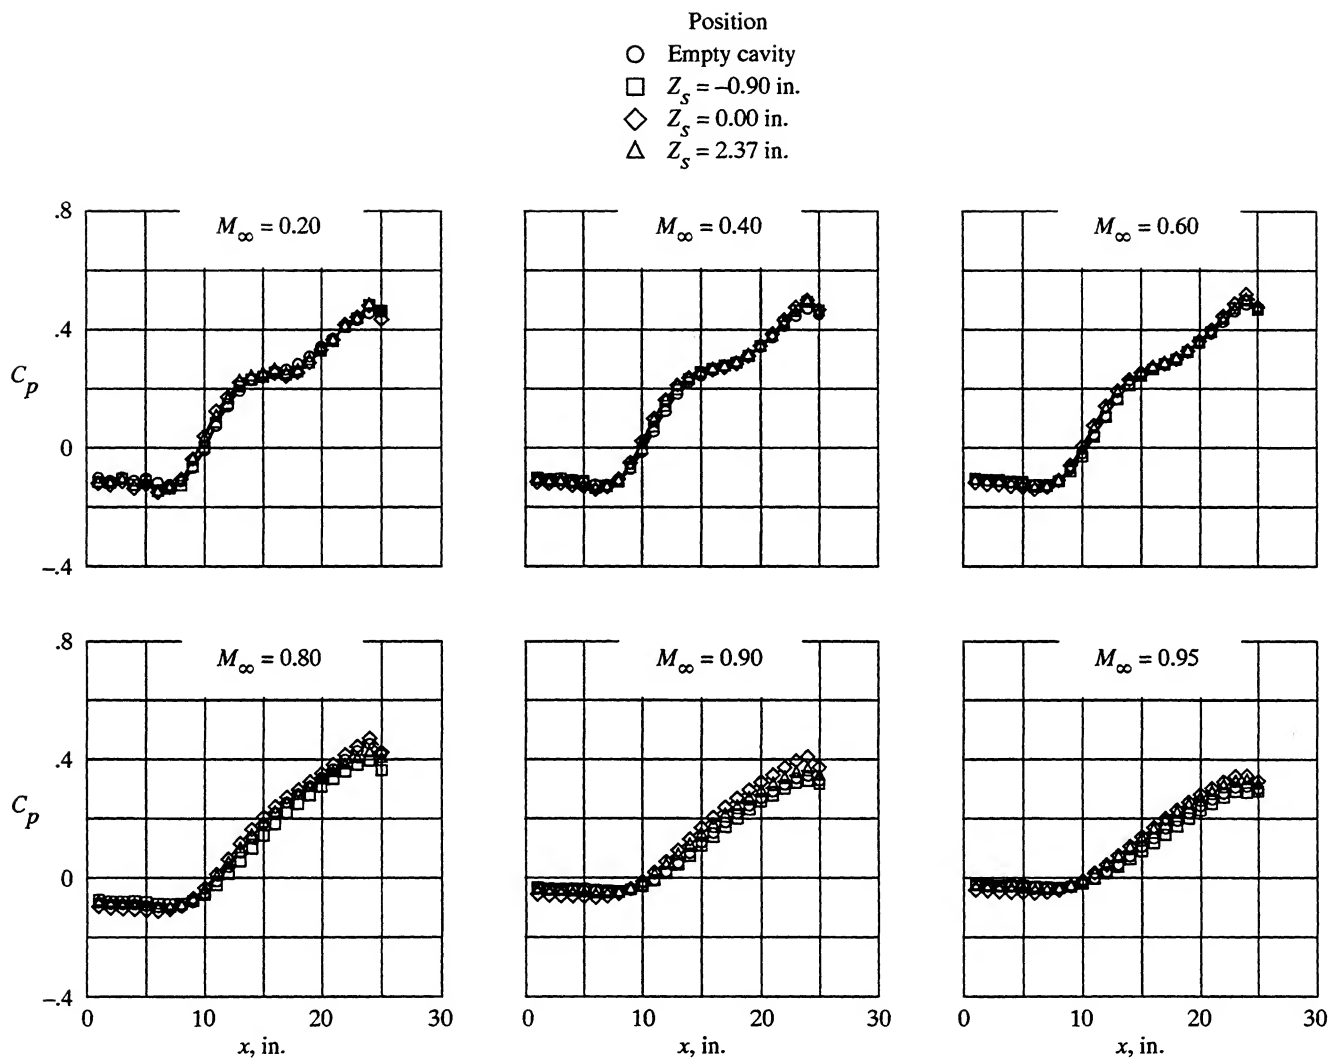 Position
Empty cavity
Z_s = –0.90 in.
Z_s = 0.00 in.
Z_s = 2.37 in.
.8
M_∞ = 0.20
M_∞ = 0.40
M_∞ = 0.60
.4
C_p
0
–.4
.8
M_∞ = 0.80
M_∞ = 0.90
M_∞ = 0.95
.4
C_p
0
–.4
0 10 20 30 0 10 20 30 0 10 20 30
x, in. x, in. x, in.